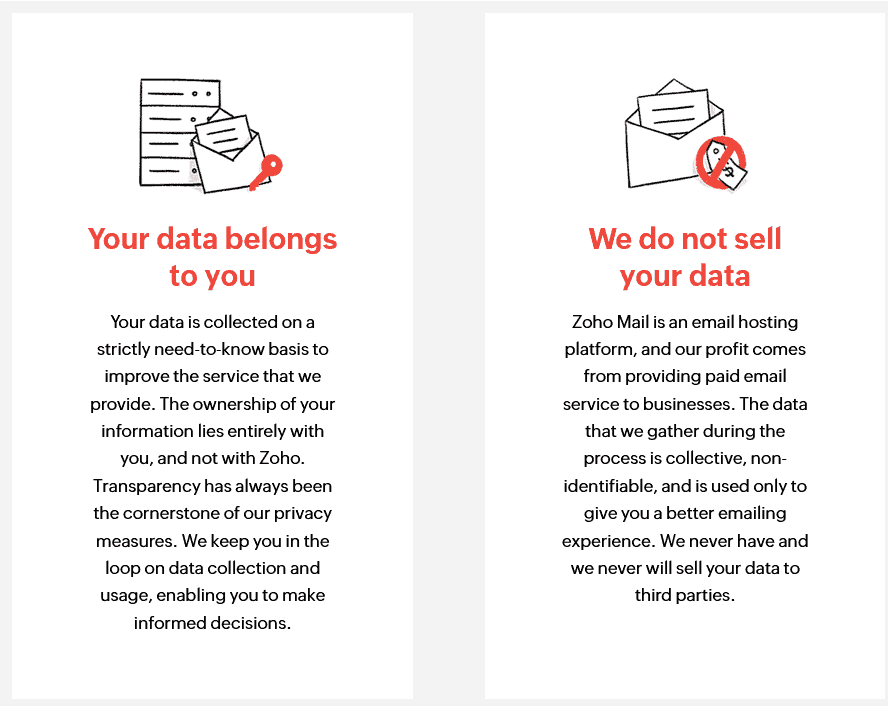 Your data belongs
to you
Your data is collected on a
strictly need-to-know basis to
improve the service that we
provide. The ownership of your
information lies entirely with
you, and not with Zoho.
Transparency has always been
the cornerstone of our privacy
measures. We keep you in the
loop on data collection and
usage, enabling you to make
informed decisions.
We do not sell
your data
Zoho Mail is an email hosting
platform, and our profit comes
from providing paid email
service to businesses. The data
that we gather during the
process is collective, non-
identifiable, and is used only to
give you a better emailing
experience. We never have and
we never will sell your data to
third parties.
$